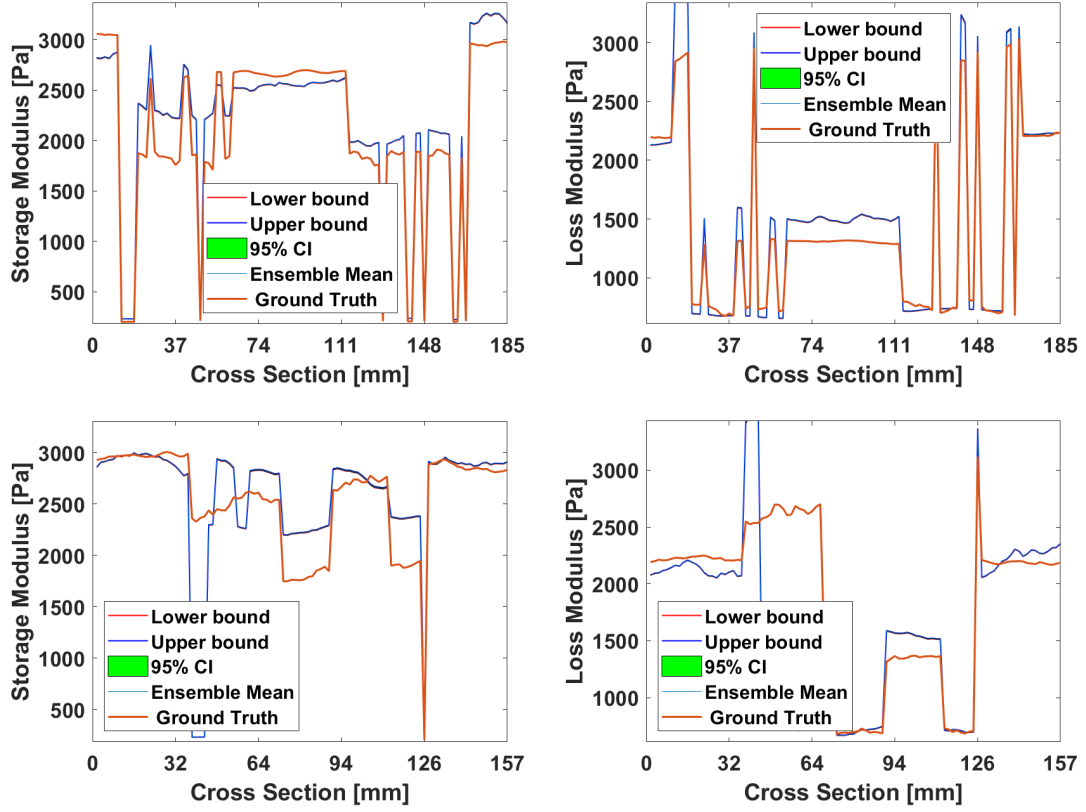 Storage Modulus [Pa]
3000
2500
2000
1500
1000
500
Lower bound
Upper bound
95% CI
Ensemble Mean
Ground Truth
0 37 74 111 148 185
Cross Section [mm]
Loss Modulus [Pa]
3000
2500
2000
1500
1000
Lower bound
Upper bound
95% CI
Ensemble Mean
Ground Truth
0 37 74 111 148 185
Cross Section [mm]
Storage Modulus [Pa]
3000
2500
2000
1500
1000
500
Lower bound
Upper bound
95% CI
Ensemble Mean
Ground Truth
0 32 64 94 126 157
Cross Section [mm]
Loss Modulus [Pa]
3000
2500
2000
1500
1000
Lower bound
Upper bound
95% CI
Ensemble Mean
Ground Truth
0 32 64 94 126 157
Cross Section [mm]